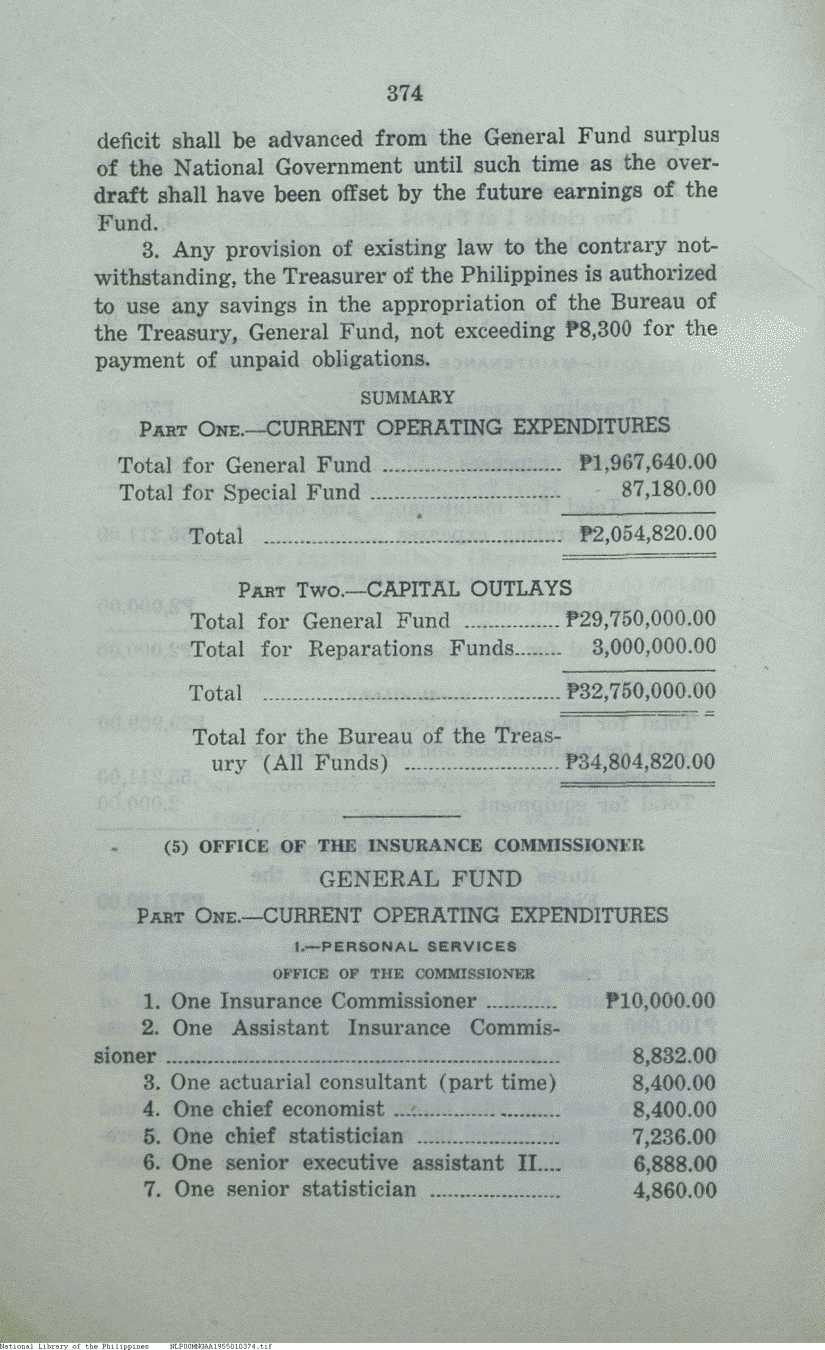 374
deficit shall be advanced from the General Fund surplus
of the National Government until such time as the over-
draft shall have been offset by the future earnings of the
Fund.
3. Any provision of existing law to the contrary not-
withstanding, the Treasurer of the Philippines is authorized
to use any savings in the appropriation of the Bureau of
the Treasury, General Fund, not exceeding ₱8,300 for the
payment of unpaid obligations.
SUMMARY
PART ONE.—CURRENT OPERATING EXPENDITURES
Total for General Fund ₱1,967,640.00
Total for Special Fund 87,180.00
Total ₱2,054,820.00
PART TWO.—CAPITAL OUTLAYS
Total for General Fund ₱29,750,000.00
Total for Reparations Funds 3,000,000.00
Total ₱32,750,000.00
Total for the Bureau of the Treas-
ury (All Funds) ₱34,804,820.00
(5) OFFICE OF THE INSURANCE COMMISSIONER
GENERAL FUND
PART ONE.—CURRENT OPERATING EXPENDITURES
I.—PERSONAL SERVICES
OFFICE OF THE COMMISSIONER
1. One Insurance Commissioner ₱10,000.00
2. One Assistant Insurance Commis-
sioner 8,832.00
3. One actuarial consultant (part time) 8,400.00
4. One chief economist 8,400.00
5. One chief statistician 7,236.00
6. One senior executive assistant II 6,888.00
7. One senior statistician 4,860.00
National Library of the Philippines NLPDOMNGAA1955010374.tif